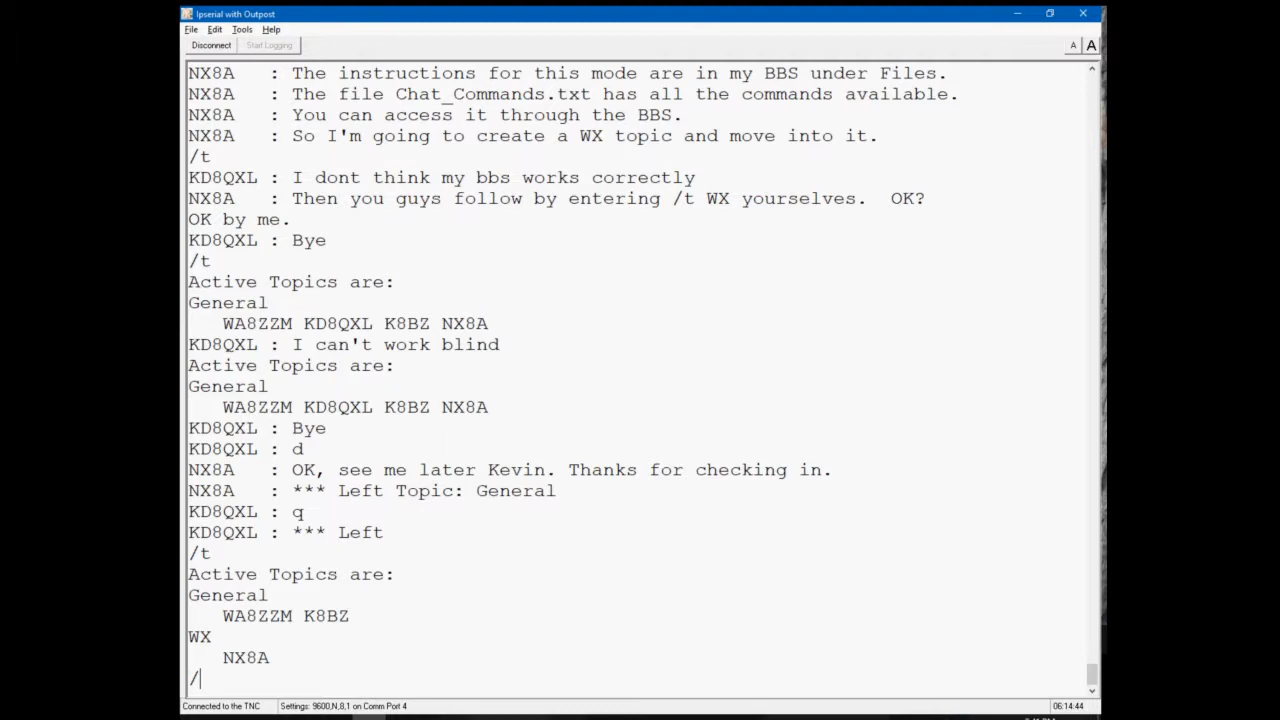 Ipserial with Outpost
File Edit Tools Help
Disconnect Start Logging A A
NX8A : The instructions for this mode are in my BBS under Files.
NX8A : The file Chat_Commands.txt has all the commands available.
NX8A : You can access it through the BBS.
NX8A : So I'm going to create a WX topic and move into it.
/t
KD8QXL : I dont think my bbs works correctly
NX8A : Then you guys follow by entering /t WX yourselves. OK?
OK by me.
KD8QXL : Bye
/t
Active Topics are:
General
WA8ZZM KD8QXL K8BZ NX8A
KD8QXL : I can't work blind
Active Topics are:
General
WA8ZZM KD8QXL K8BZ NX8A
KD8QXL : Bye
KD8QXL : d
NX8A : OK, see me later Kevin. Thanks for checking in.
NX8A : *** Left Topic: General
KD8QXL : q
KD8QXL : *** Left
/t
Active Topics are:
General
WA8ZZM K8BZ
WX
NX8A
/
Connected to the TNC Settings: 9600,N,8,1 on Comm Port 4 06:14:44